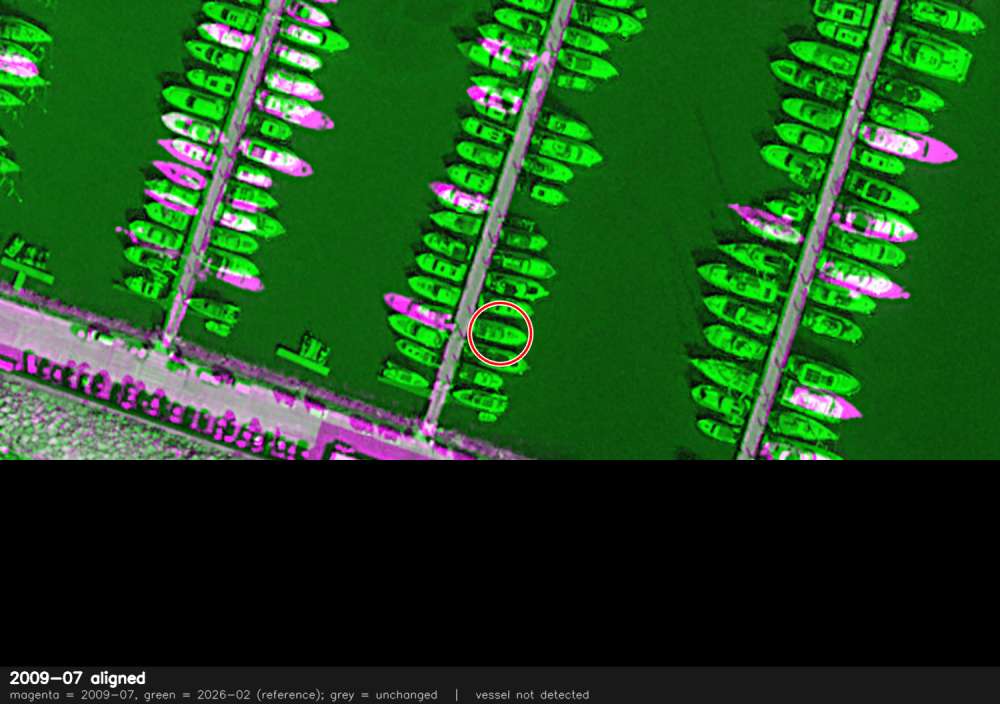 2009-07 aligned
magenta = 2009-07, green = 2026-02 (reference); grey = unchanged | vessel not detected